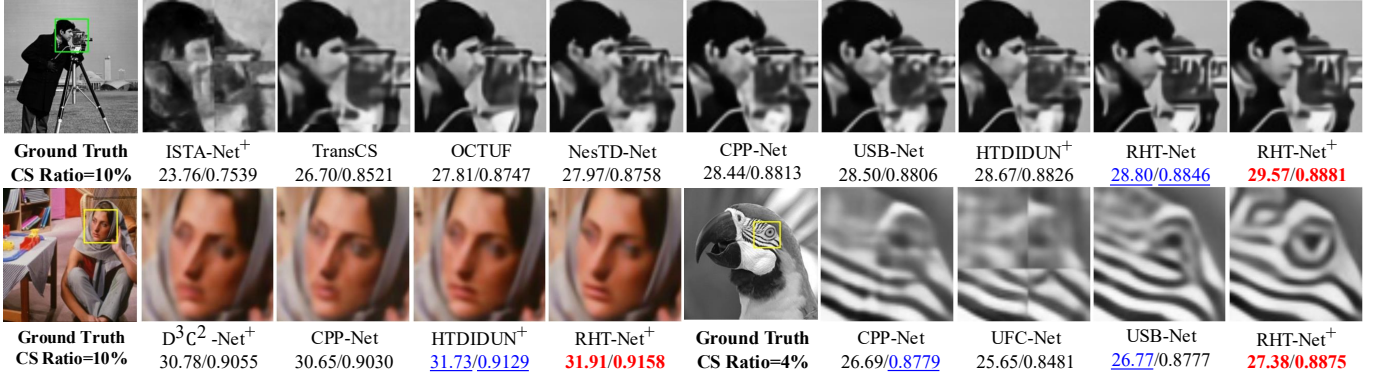 Ground Truth ISTA-Net+ TransCS OCTUF NesTD-Net CPP-Net USB-Net HTDIDUN+ RHT-Net RHT-Net+
CS Ratio=10% 23.76/0.7539 26.70/0.8521 27.81/0.8747 27.97/0.8758 28.44/0.8813 28.50/0.8806 28.67/0.8826 28.80/0.8846 29.57/0.8881
Ground Truth D³C² -Net+ CPP-Net HTDIDUN+ RHT-Net+ Ground Truth CPP-Net UFC-Net USB-Net RHT-Net+
CS Ratio=10% 30.78/0.9055 30.65/0.9030 31.73/0.9129 31.91/0.9158 CS Ratio=4% 26.69/0.8779 25.65/0.8481 26.77/0.8777 27.38/0.8875